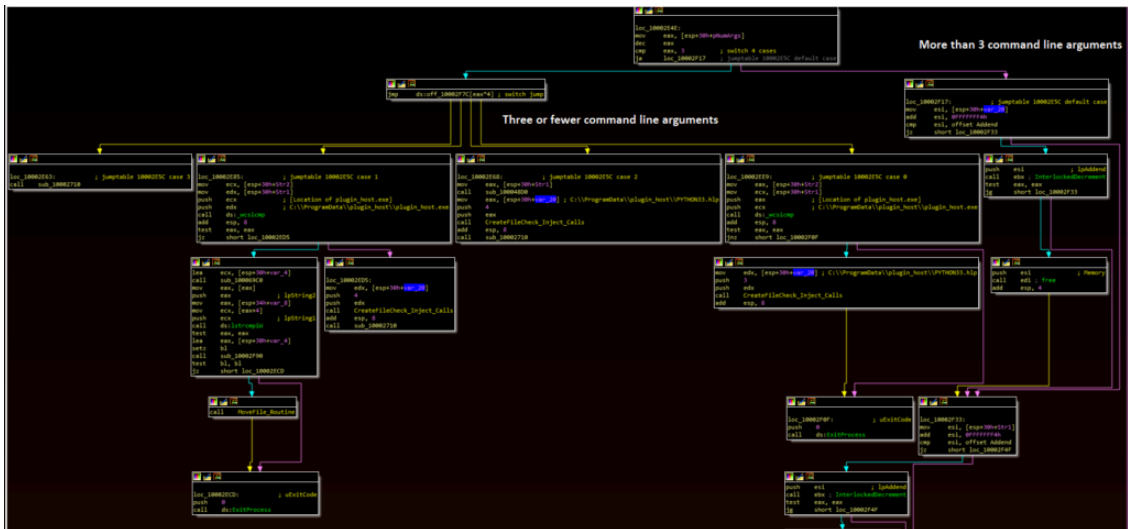 loc_10002E4E:
mov eax, [esp+30h+pNumArgs]
dec eax
cmp eax, 3 ; switch 4 cases
ja loc_10002F17 ; jumptable 10002E5C default case
More than 3 command line arguments
jmp ds:off_10002F7C[eax*4] ; switch jump
Three or fewer command line arguments
loc_10002F17: ; jumptable 10002E5C default case
mov esi, [esp+30h+var_28]
add esi, 0FFFFFFF4h
cmp esi, offset Addend
jz short loc_10002F33
loc_10002E63: ; jumptable 10002E5C case 3
call sub_10002710
loc_10002E85: ; jumptable 10002E5C case 1
mov ecx, [esp+30h+Str2]
mov edx, [esp+30h+Str1]
push ecx ; [Location of plugin_host.exe]
push edx ; C:\\ProgramData\\plugin_host\\plugin_host.exe
call ds:_wcsicmp
add esp, 8
test eax, eax
jz short loc_10002ED5
loc_10002E68: ; jumptable 10002E5C case 2
mov eax, [esp+30h+Str1]
call sub_100048D0
mov eax, [esp+30h+var_28] ; C:\\ProgramData\\plugin_host\\PYTHON33.hlp
push 4
push eax
call CreateFileCheck_Inject_Calls
add esp, 8
call sub_10002710
loc_10002EE9: ; jumptable 10002E5C case 0
mov eax, [esp+30h+Str2]
mov ecx, [esp+30h+Str1]
push eax ; [Location of plugin_host.exe]
push ecx ; C:\\ProgramData\\plugin_host\\plugin_host.exe
call ds:_wcsicmp
add esp, 8
test eax, eax
jnz short loc_10002F0F
push esi ; lpAddend
call ebx ; InterlockedDecrement
test eax, eax
jg short loc_10002F33
lea ecx, [esp+30h+var_4]
call sub_100069C0
mov eax, [eax]
push eax ; lpString2
mov eax, [esp+34h+var_8]
mov ecx, [eax+4]
push ecx ; lpString1
call ds:lstrcmpiW
test eax, eax
lea eax, [esp+30h+var_4]
setz bl
call sub_10002F90
test bl, bl
jz short loc_10002ECD
loc_10002ED5:
mov edx, [esp+30h+var_28]
push 4
push edx
call CreateFileCheck_Inject_Calls
add esp, 8
call sub_10002710
mov edx, [esp+30h+var_28] ; C:\\ProgramData\\plugin_host\\PYTHON33.hlp
push 3
push edx
call CreateFileCheck_Inject_Calls
add esp, 8
push esi ; Memory
call edi ; free
add esp, 4
call MoveFile_Routine
loc_10002F0F: ; uExitCode
push 0
call ds:ExitProcess
loc_10002F33:
mov esi, [esp+30h+Str1]
add esi, 0FFFFFFF4h
cmp esi, offset Addend
jz short loc_10002F4F
loc_10002ECD: ; uExitCode
push 0
call ds:ExitProcess
push esi ; lpAddend
call ebx ; InterlockedDecrement
test eax, eax
jg short loc_10002F4F